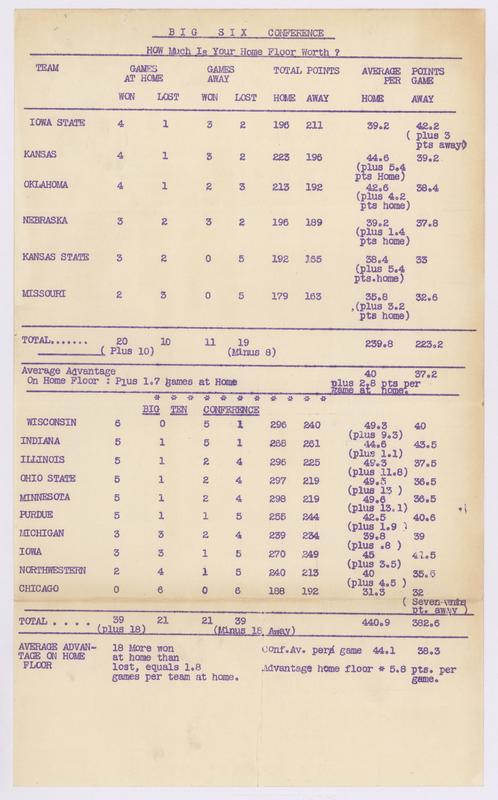 BIG SIX CONFERENCE
How Much Is Your Home Floor Worth ?
TEAM GAMES GAMES TOTAL POINTS AVERAGE POINTS
AT HOME AWAY PER GAME
WON LOST WON LOST HOME AWAY HOME AWAY
IOWA STATE 4 1 3 2 196 211 39.2 42.2
( plus 3
pts away)
KANSAS 4 1 3 2 223 196 44.6 39.2
(plus 5.4
pts Home)
OKLAHOMA 4 1 2 3 213 192 42.6 38.4
(plus 4.2
pts home)
NEBRASKA 3 2 3 2 196 189 39.2 37.8
(plus 1.4
pts home)
KANSAS STATE 3 2 0 5 192 165 38.4 33
(plus 5.4
pts.home)
MISSOURI 2 3 0 5 179 163 35.8 32.6
(plus 3.2
pts home)
TOTAL....... 20 10 11 19 239.8 223.2
( Plus 10) (Minus 8)
Average Advantage 40 37.2
On Home Floor : Plus 1.7 games at Home plus 2.8 pts per
game at home.
* * * * * * * * * * * *
BIG TEN CONFERENCE
WISCONSIN 6 0 5 1 296 240 49.3 40
(plus 9.3)
INDIANA 5 1 5 1 268 261 44.6 43.5
(plus 1.1)
ILLINOIS 5 1 2 4 296 225 49.3 37.5
(plus 11.8)
OHIO STATE 5 1 2 4 297 219 49.5 36.5
(plus 13 )
MINNESOTA 5 1 2 4 298 219 49.6 36.5
(plus 13.1)
PURDUE 5 1 1 5 255 244 42.5 40.6
(plus 1.9 )
MICHIGAN 3 3 2 4 239 234 39.8 39
(plus .8 )
IOWA 3 3 1 5 270 249 45 41.5
(plus 3.5)
NORTHWESTERN 2 4 1 5 240 213 40 35.6
(plus 4.5 )
CHICAGO 0 6 0 6 188 192 31.3 32
( Seven-
pt. away )
TOTAL . . . . 39 21 21 39 440.9 382.6
(plus 18) (Minus 18 Away)
AVERAGE ADVAN- 18 More won Conf.Av. per game 44.1 38.3
TAGE ON HOME at home than
FLOOR lost, equals 1.8 Advantage home floor * 5.8 pts. per
games per team at home. game.